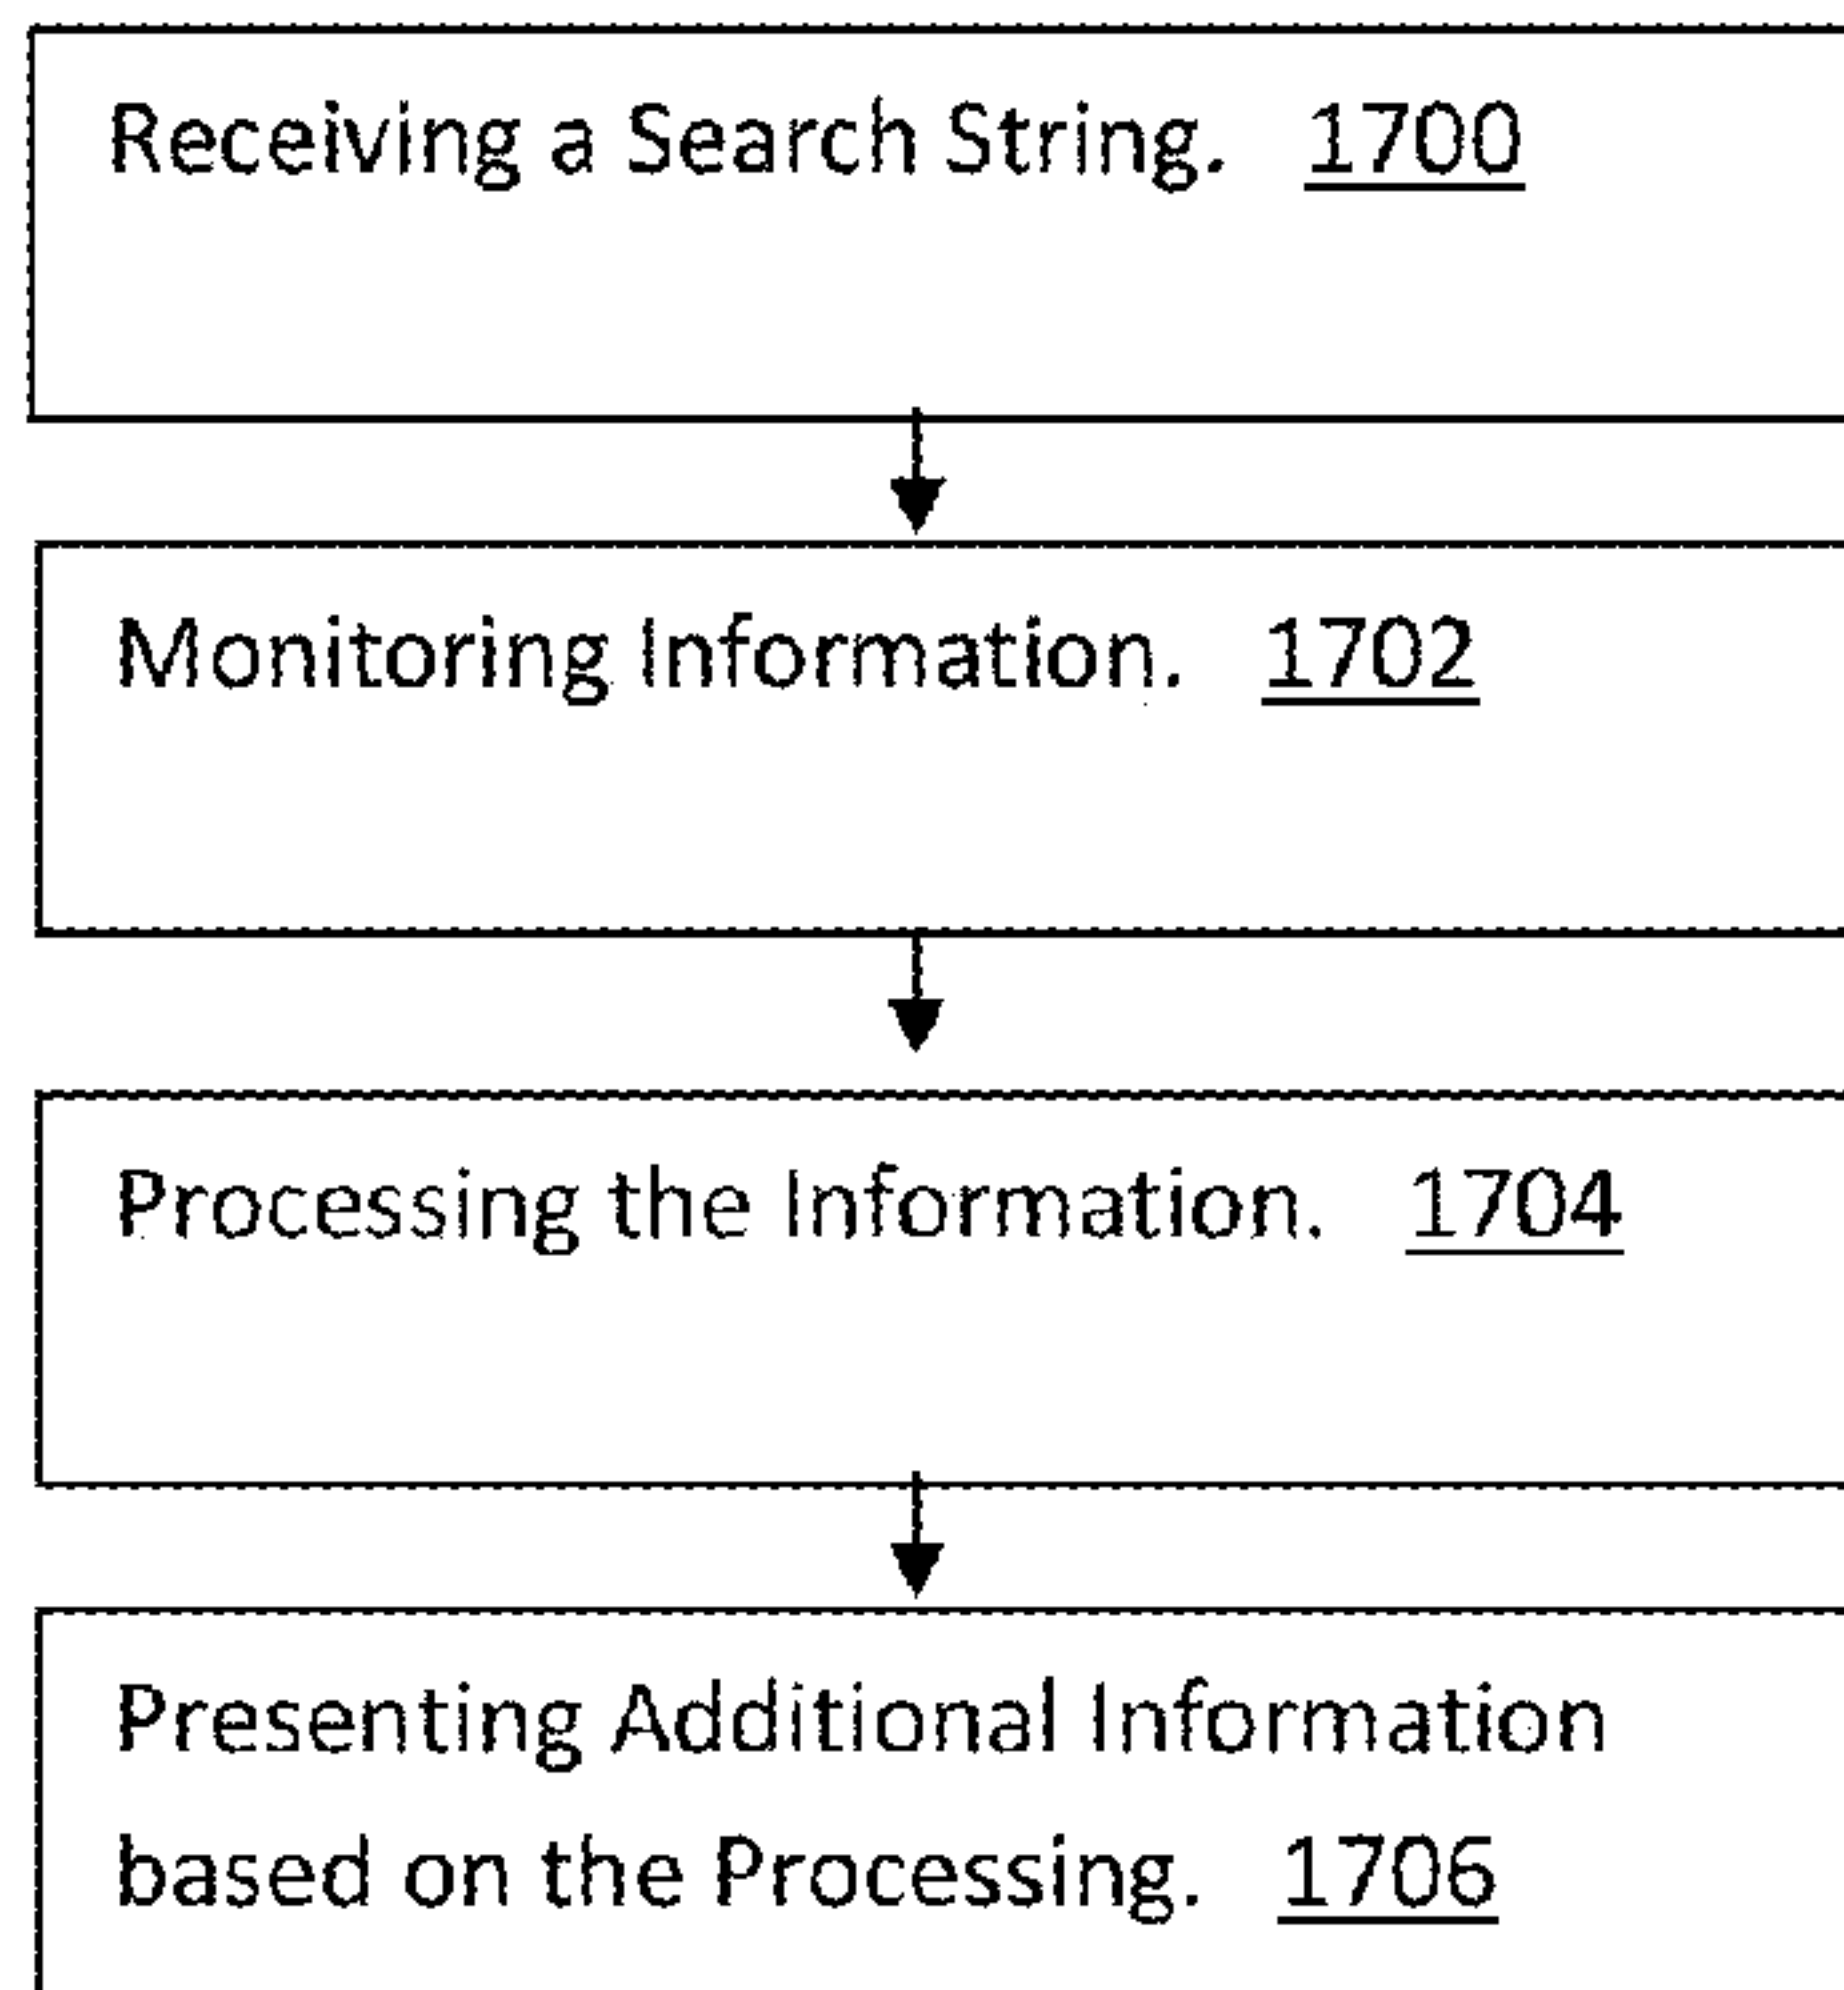 Receiving a Search String. 1700
Monitoring Information. 1702
Processing the Information. 1704
Presenting Additional Information
based on the Processing. 1706